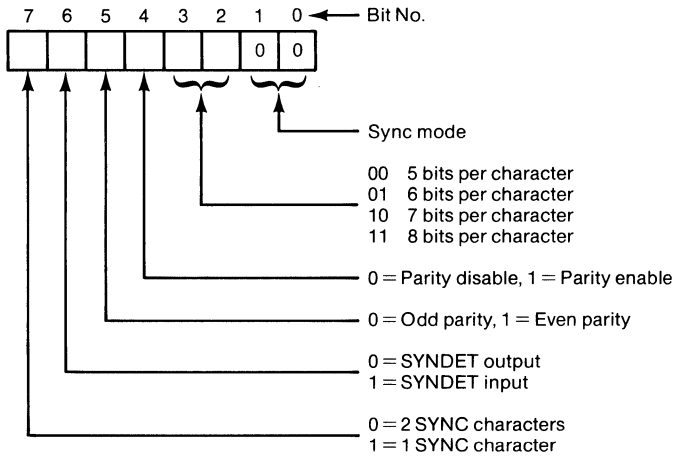 7 6 5 4 3 2 1 0 Bit No.
0 0
Sync mode
00 5 bits per character
01 6 bits per character
10 7 bits per character
11 8 bits per character
0 = Parity disable, 1 = Parity enable
0 = Odd parity, 1 = Even parity
0 = SYNDET output
1 = SYNDET input
0 = 2 SYNC characters
1 = 1 SYNC character